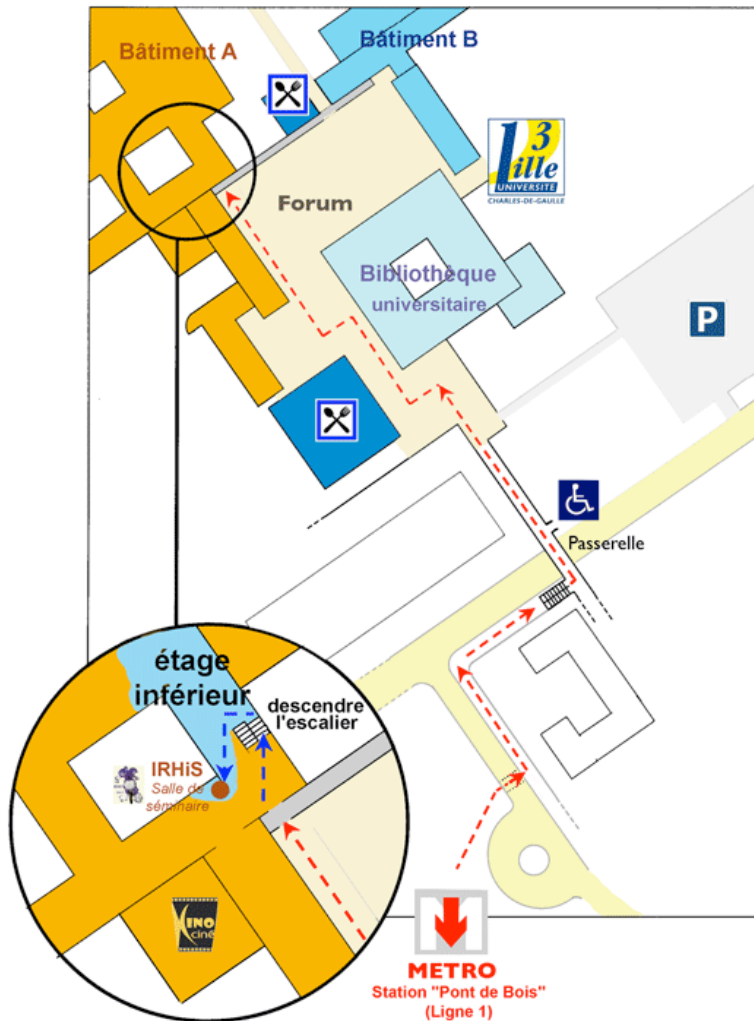 Bâtiment A
Bâtiment B
3
Lille
UNIVERSITÉ
CHARLES-DE-GAULLE
Forum
Bibliothèque
universitaire
P
Passerelle
étage
inférieur
descendre
l'escalier
IRHiS
Salle de
séminaire
KINO
ciné
METRO
Station "Pont de Bois"
(Ligne 1)